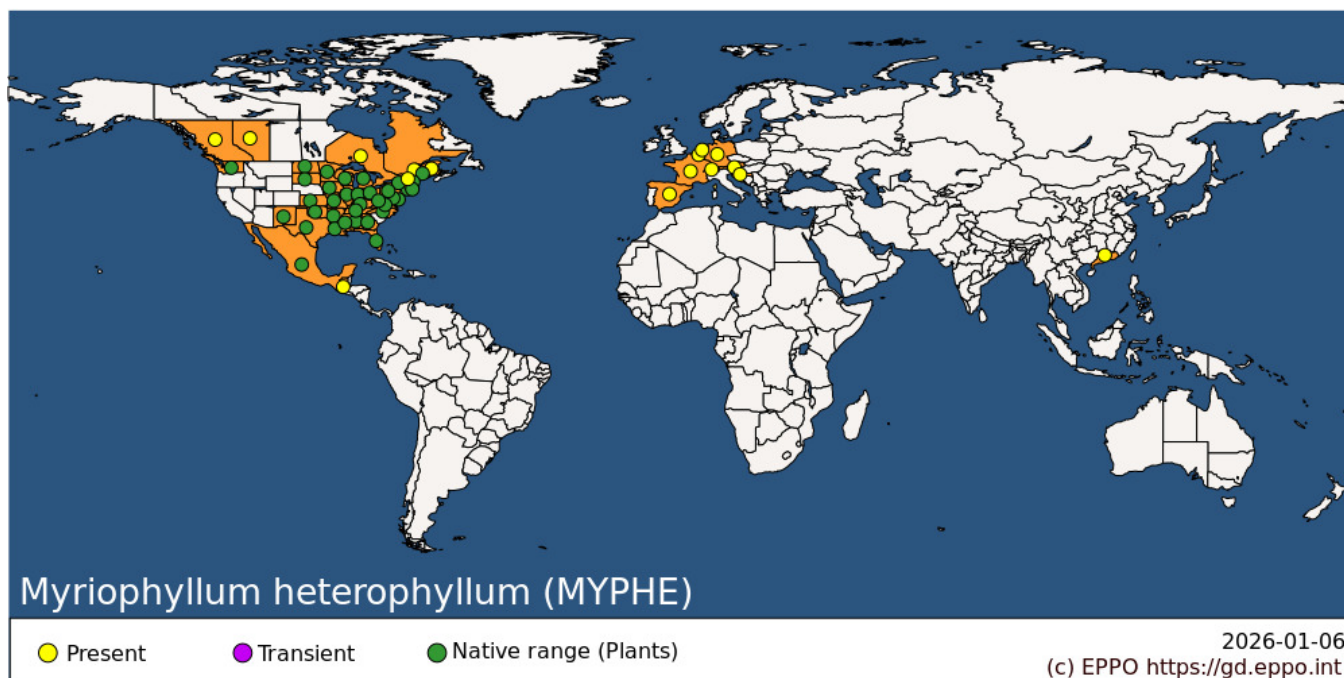 Myriophyllum heterophyllum (MYPHE)
Present
Transient
Native range (Plants)
2026-01-06
(c) EPPO https://gd.eppo.int